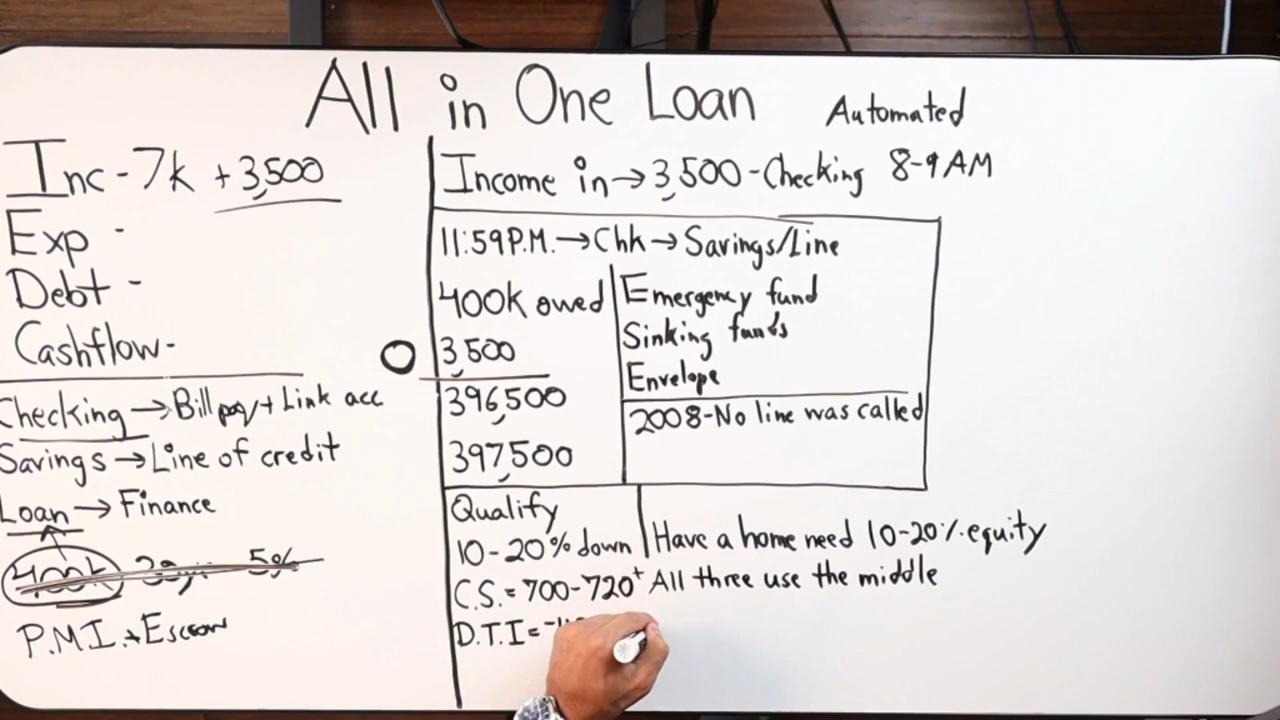 All in One Loan
Automated
Inc - 7k + 3,500
Exp -
Debt -
Cashflow -
Checking → Bill pay + Link acc
Savings → Line of credit
Loan → Finance
400k 5%
P.M.I. + Escrow
Income in → 3,500 - Checking 8-9 AM
11:59 P.M. → Chk → Savings/Line
400K owed
3,500
396,500
397,500
Emergency fund
Sinking funds
Envelope
2008 - No line was called
Qualify
10-20% down
Have a home need 10-20% equity
C.S. = 700-720+ All three use the middle
D.T.I =